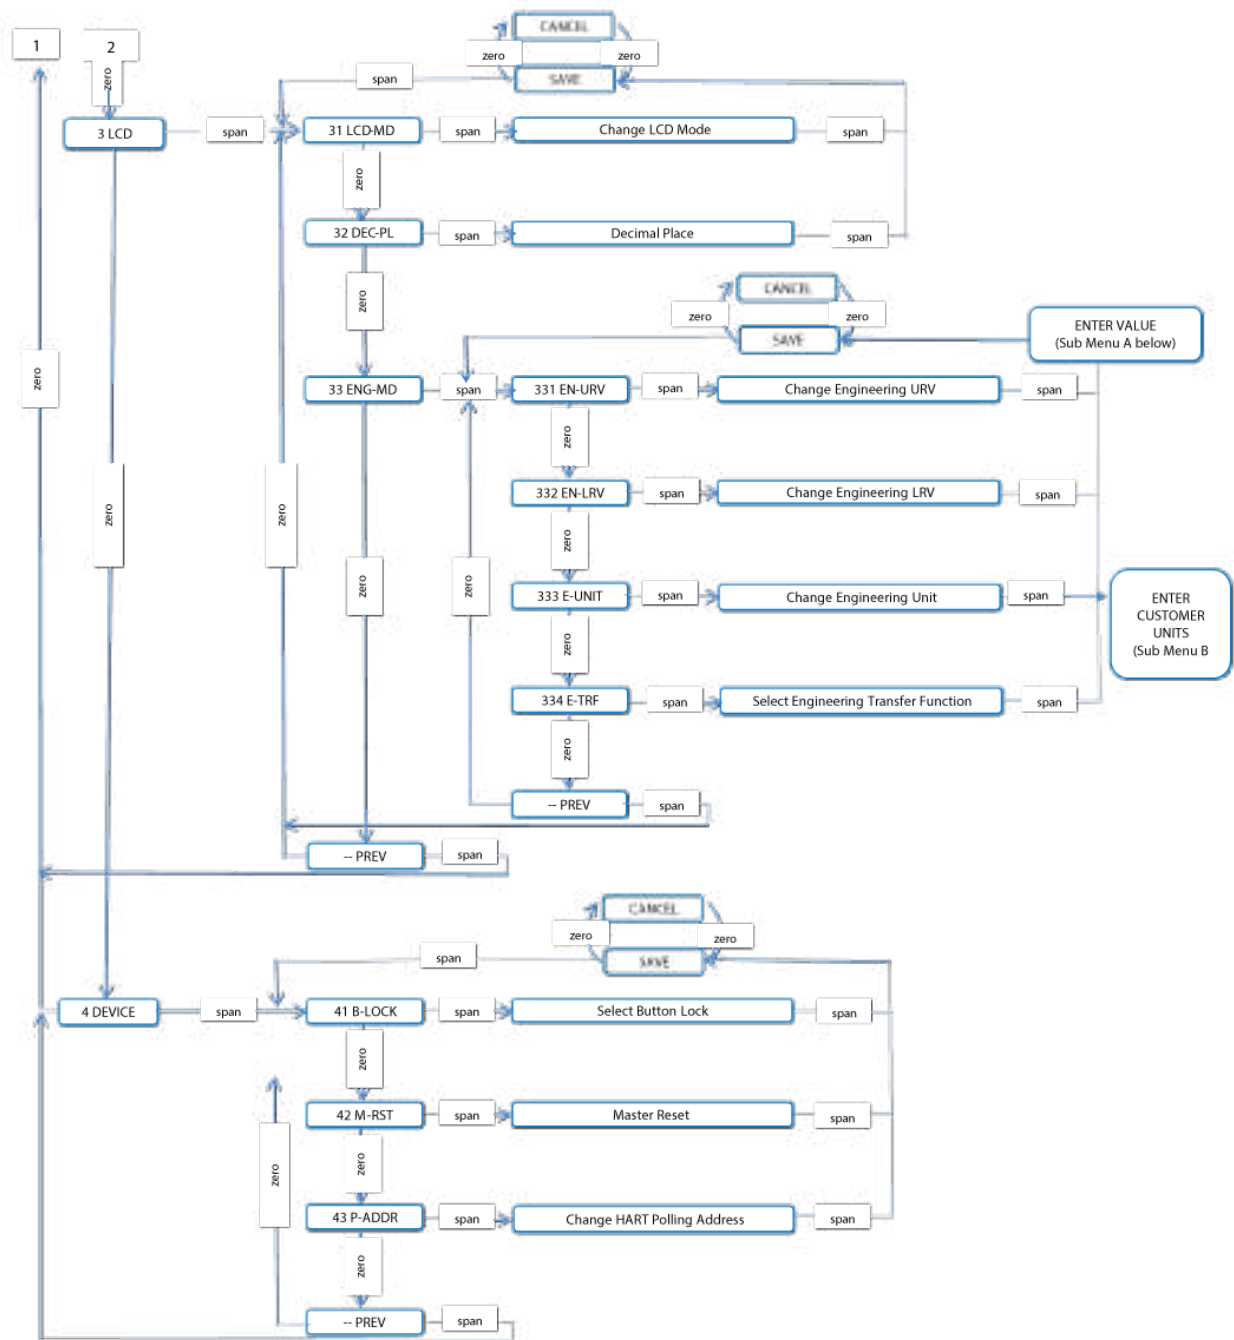 CANCEL
1
2
zero
zero
zero
span
SAVE
3 LCD
span
31 LCD-MD
span
Change LCD Mode
span
zero
32 DEC-PL
span
Decimal Place
span
zero
CANCEL
zero
zero
ENTER VALUE
(Sub Menu A below)
SAVE
zero
33 ENG-MD
span
331 EN-URV
span
Change Engineering URV
span
zero
332 EN-LRV
span
Change Engineering LRV
span
zero
zero
zero
zero
zero
333 E-UNIT
span
Change Engineering Unit
span
ENTER
CUSTOMER
UNITS
(Sub Menu B
zero
334 E-TRF
span
Select Engineering Transfer Function
span
zero
-- PREV
span
-- PREV
span
CANCEL
zero
zero
span
SAVE
4 DEVICE
span
41 B-LOCK
span
Select Button Lock
span
zero
42 M-RST
span
Master Reset
span
zero
zero
43 P-ADDR
span
Change HART Polling Address
span
zero
-- PREV
span